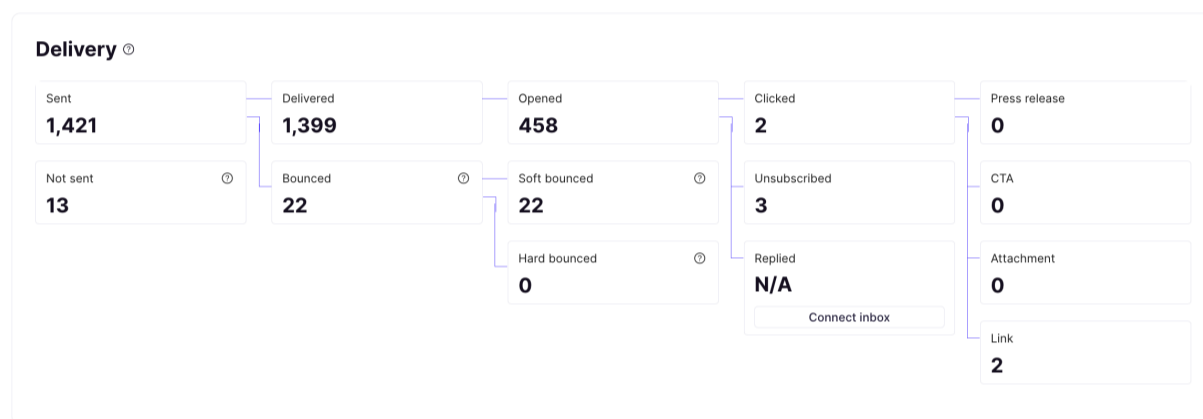 Delivery
Sent
1,421
Delivered
1,399
Opened
458
Clicked
2
Press release
0
Not sent
13
Bounced
22
Soft bounced
22
Unsubscribed
3
CTA
0
Hard bounced
0
Replied
N/A
Connect inbox
Attachment
0
Link
2